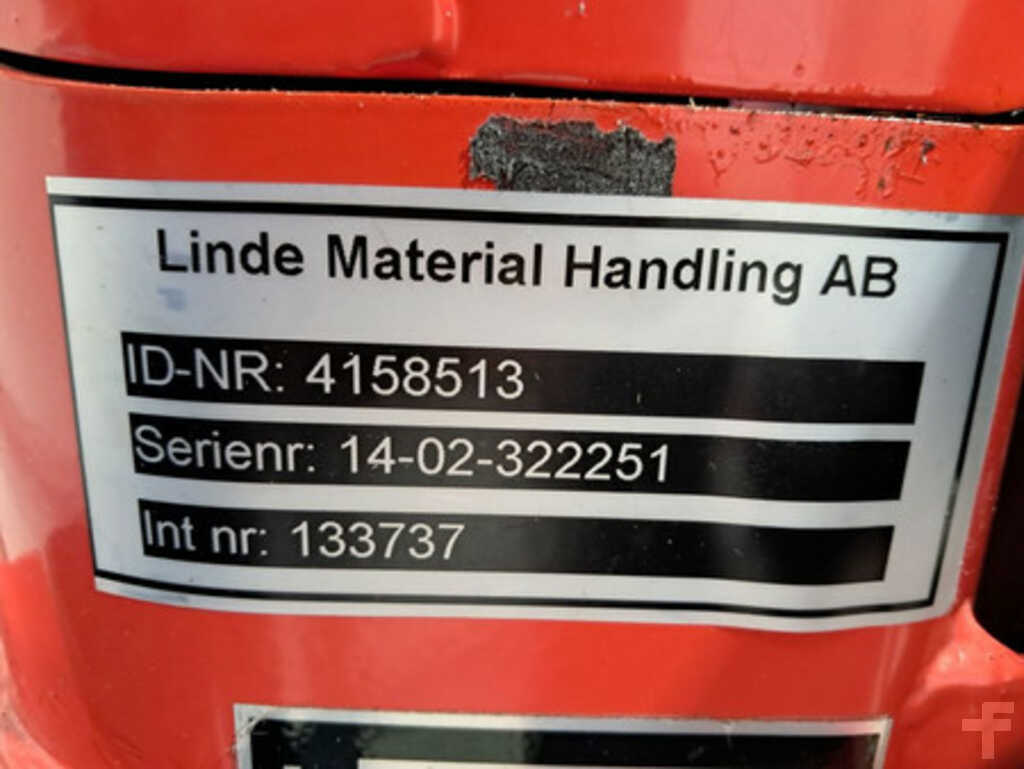 Linde Material Handling AB
ID-NR: 4158513
Serienr: 14-02-322251
Int nr: 133737